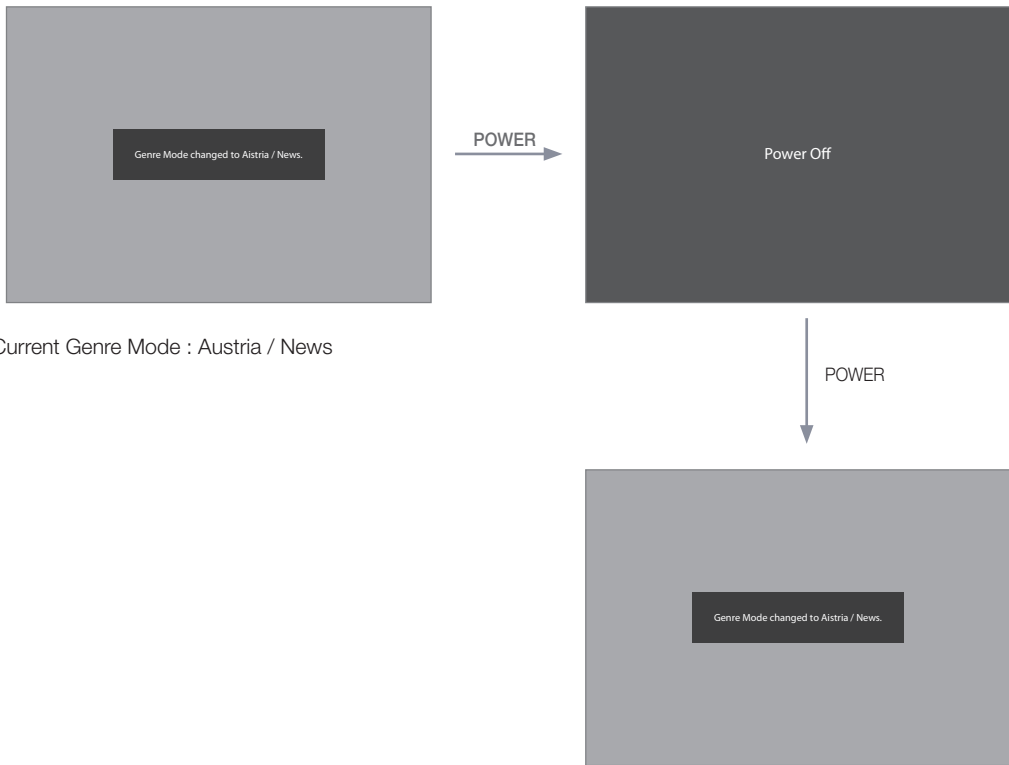 Genre Mode changed to Aistria / News.
POWER
Power Off
Current Genre Mode : Austria / News
POWER
Genre Mode changed to Aistria / News.